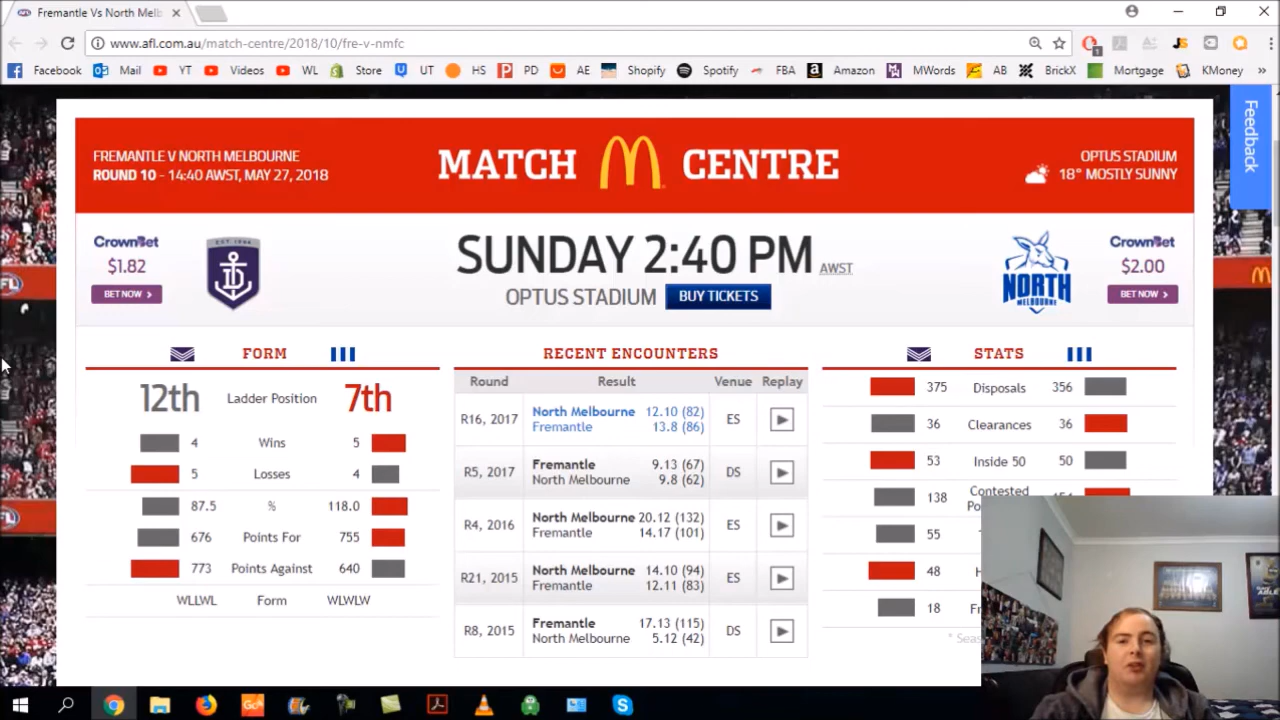 Fremantle Vs North Melb
www.afl.com.au/match-centre/2018/10/fre-v-nmfc
Facebook Mail YT Videos WL Store UT HS PD AE Shopify Spotify FBA Amazon MWords AB BrickX Mortgage KMoney »
Feedback
FREMANTLE V NORTH MELBOURNE
ROUND 10 - 14:40 AWST, MAY 27, 2018
MATCH CENTRE
OPTUS STADIUM
18° MOSTLY SUNNY
CrownBet
$1.82
BET NOW
SUNDAY 2:40 PM AWST
OPTUS STADIUM BUY TICKETS
NORTH
MELBOURNE
CrownBet
$2.00
BET NOW
FORM
12th Ladder Position 7th
4 Wins 5
5 Losses 4
87.5 % 118.0
676 Points For 755
773 Points Against 640
WLLWL Form WLWLW
RECENT ENCOUNTERS
Round Result Venue Replay
R16, 2017 North Melbourne 12.10 (82) ES
Fremantle 13.8 (86)
R5, 2017 Fremantle 9.13 (67) DS
North Melbourne 9.8 (62)
R4, 2016 North Melbourne 20.12 (132) ES
Fremantle 14.17 (101)
R21, 2015 North Melbourne 14.10 (94) ES
Fremantle 12.11 (83)
R8, 2015 Fremantle 17.13 (115) DS
North Melbourne 5.12 (42)
STATS
375 Disposals 356
36 Clearances 36
53 Inside 50 50
138 Contested
55
48
18